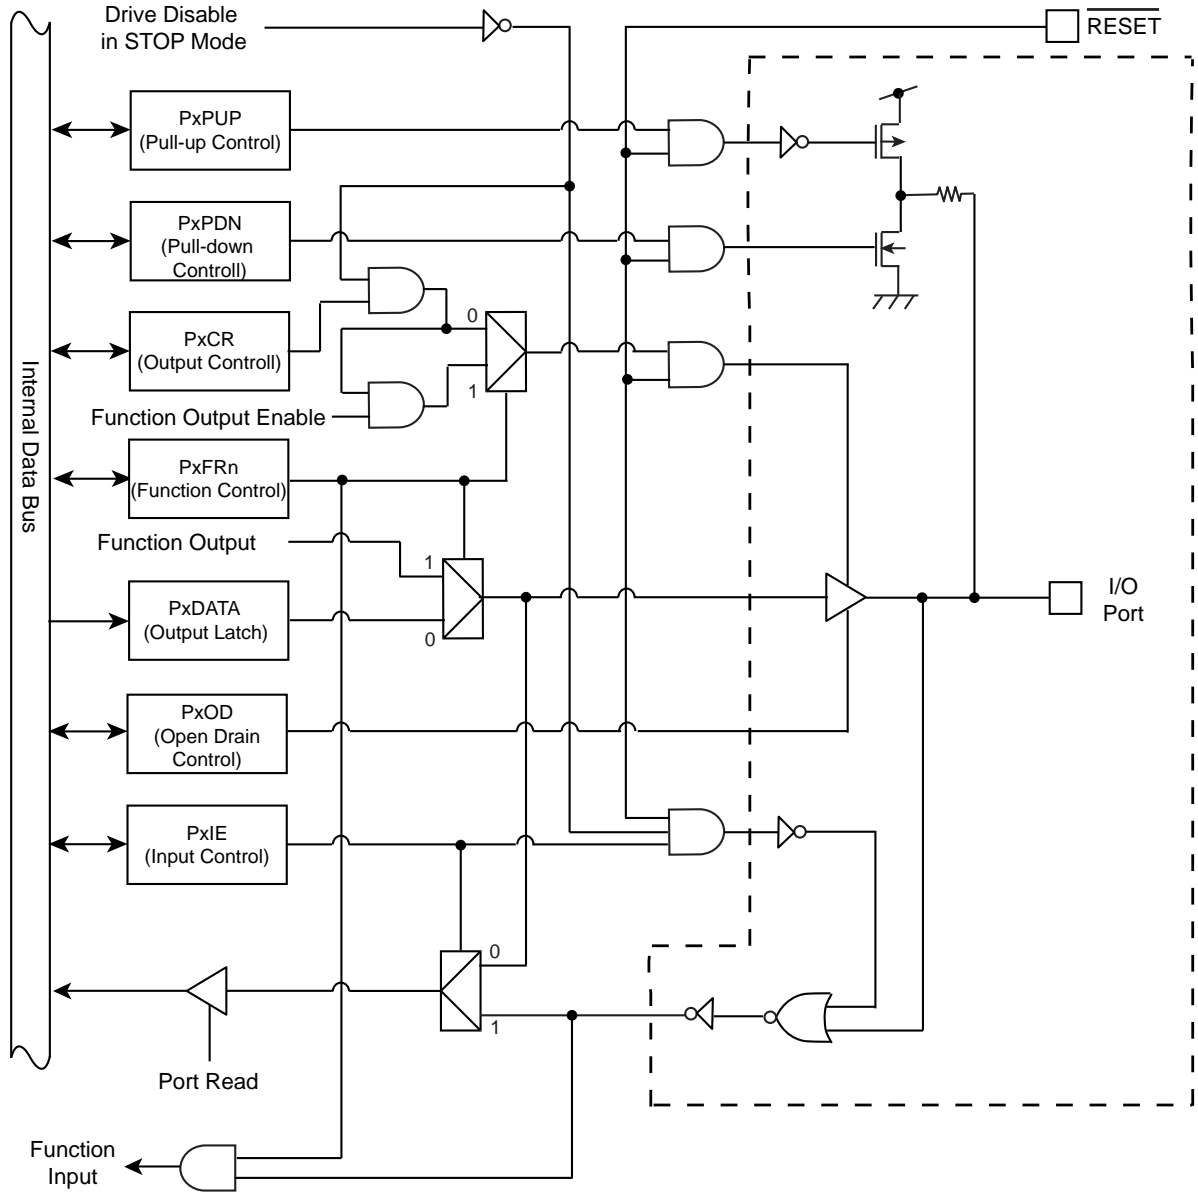 Drive Disable
in STOP Mode
RESET
PxPUP
(Pull-up Control)
PxPDN
(Pull-down
Controll)
PxCR
(Output Controll)
0
1
Function Output Enable
Internal Data Bus
PxFRn
(Function Control)
Function Output
1
0
PxDATA
(Output Latch)
I/O
Port
PxOD
(Open Drain
Control)
PxIE
(Input Control)
0
1
Port Read
Function
Input